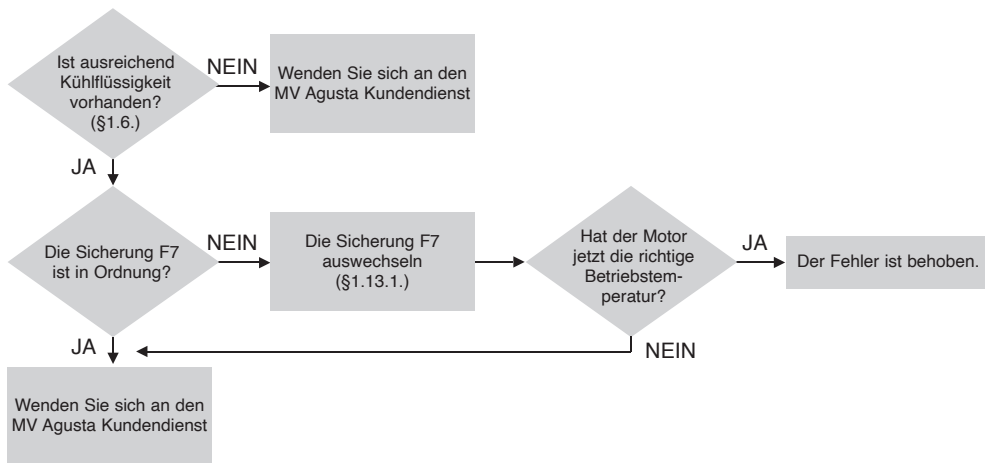 Ist ausreichend
Kühlflüssigkeit
vorhanden?
(§1.6.)
NEIN
Wenden Sie sich an den
MV Agusta Kundendienst
JA
Die Sicherung F7
ist in Ordnung?
NEIN
Die Sicherung F7
auswechseln
(§1.13.1.)
Hat der Motor
jetzt die richtige
Betriebstem-
peratur?
JA
Der Fehler ist behoben.
JA
NEIN
Wenden Sie sich an den
MV Agusta Kundendienst